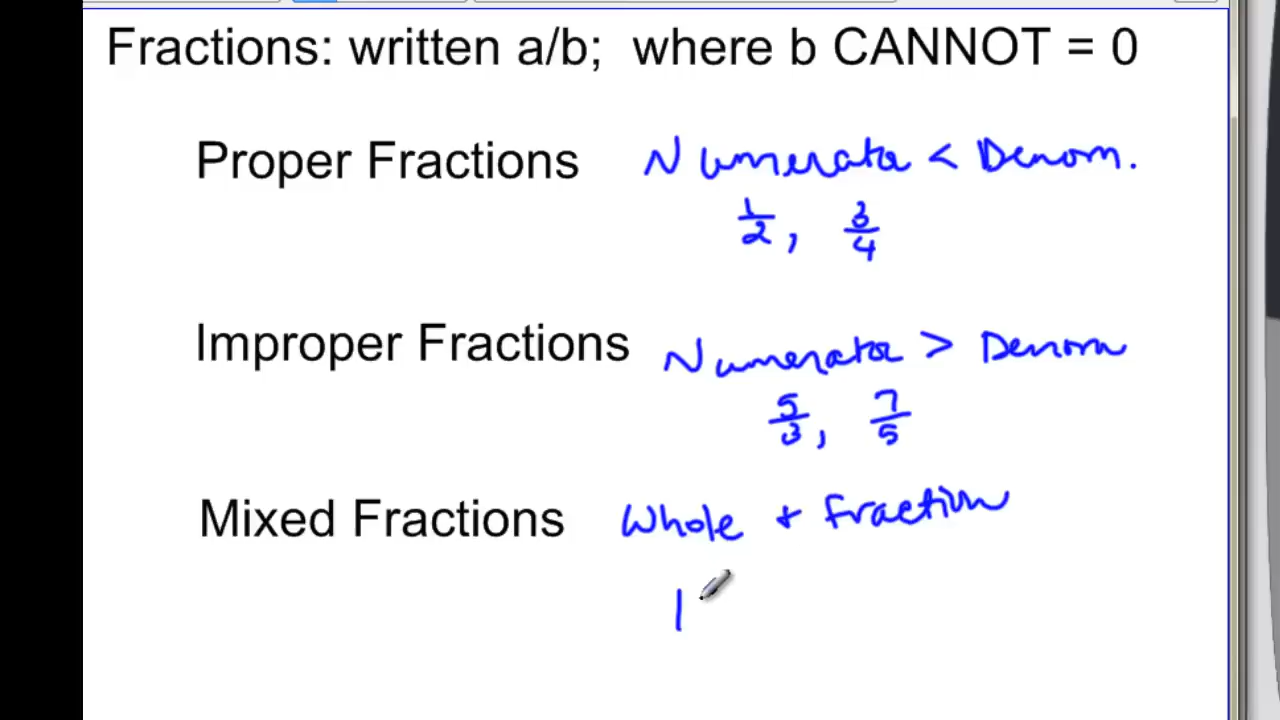 Fractions: written a/b; where b CANNOT = 0
Proper Fractions Numerator < Denom.
1/2, 3/4
Improper Fractions Numerator > Denom
5/3, 7/5
Mixed Fractions Whole + Fraction
1